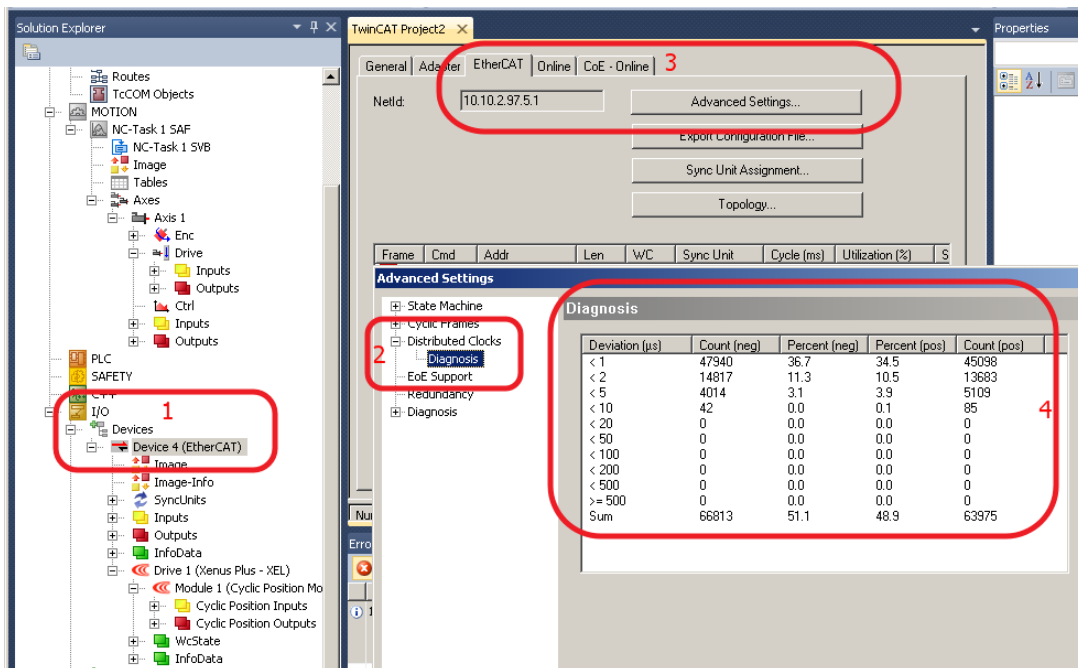 Solution Explorer
Routes
TcCOM Objects
MOTION
NC-Task 1 SAF
NC-Task 1 SVB
Image
Tables
Axes
Axis 1
Enc
Drive
Inputs
Outputs
Ctrl
Inputs
Outputs
PLC
SAFETY
C++
I/O
1
Devices
Device 4 (EtherCAT)
Image
Image-Info
SyncUnits
Inputs
Outputs
InfoData
Drive 1 (Xenus Plus - XEL)
Module 1 (Cyclic Position Mo
Cyclic Position Inputs
Cyclic Position Outputs
WcState
InfoData
TwinCAT Project2
General Adapter EtherCAT Online CoE - Online 3
NetId: 10.10.2.97.5.1 Advanced Settings...
Export Configuration File...
Sync Unit Assignment...
Topology...
Frame Cmd Addr Len WC Sync Unit Cycle (ms) Utilization (%) S
Advanced Settings
State Machine
Cyclic Frames
Distributed Clocks
2 Diagnosis
EoE Support
Redundancy
Diagnosis
Diagnosis
Deviation (µs) Count (neg) Percent (neg) Percent (pos) Count (pos)
< 1 47940 36.7 34.5 45098
< 2 14817 11.3 10.5 13683
< 5 4014 3.1 3.9 5109
< 10 42 0.0 0.1 85 4
< 20 0 0.0 0.0 0
< 50 0 0.0 0.0 0
< 100 0 0.0 0.0 0
< 200 0 0.0 0.0 0
< 500 0 0.0 0.0 0
>= 500 0 0.0 0.0 0
Sum 66813 51.1 48.9 63975
Nu
Erro
1
Properties